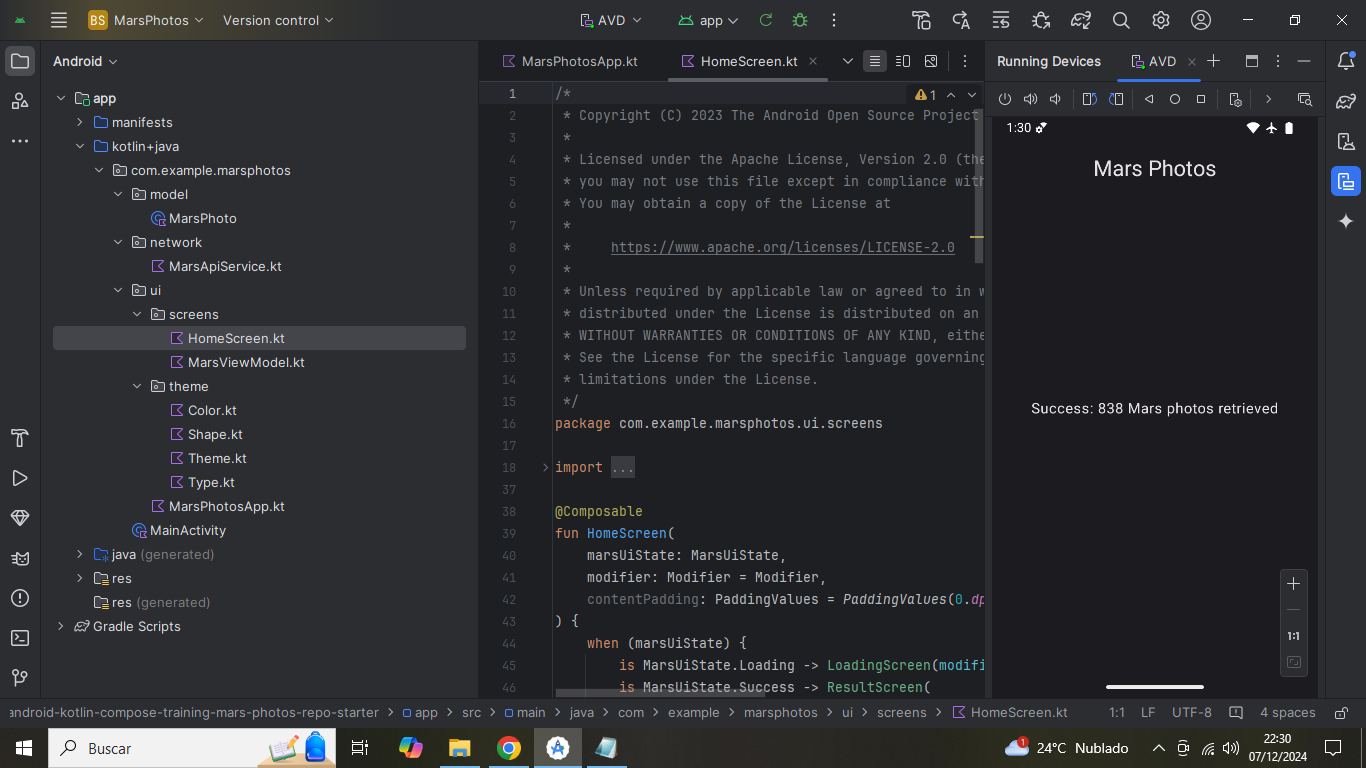 BS MarsPhotos Version control AVD app
Android
app
manifests
kotlin+java
com.example.marsphotos
model
MarsPhoto
network
MarsApiService.kt
ui
screens
HomeScreen.kt
MarsViewModel.kt
theme
Color.kt
Shape.kt
Theme.kt
Type.kt
MarsPhotosApp.kt
MainActivity
java (generated)
res
res (generated)
Gradle Scripts
MarsPhotosApp.kt HomeScreen.kt
1
1 /*
2 * Copyright (C) 2023 The Android Open Source Project
3 *
4 * Licensed under the Apache License, Version 2.0 (the
5 * you may not use this file except in compliance with
6 * You may obtain a copy of the License at
7 *
8 * https://www.apache.org/licenses/LICENSE-2.0
9 *
10 * Unless required by applicable law or agreed to in w
11 * distributed under the License is distributed on an
12 * WITHOUT WARRANTIES OR CONDITIONS OF ANY KIND, eithe
13 * See the License for the specific language governing
14 * limitations under the License.
15 */
16 package com.example.marsphotos.ui.screens
17
18 import ...
37
38 @Composable
39 fun HomeScreen(
40 marsUiState: MarsUiState,
41 modifier: Modifier = Modifier,
42 contentPadding: PaddingValues = PaddingValues(0.dp
43 ) {
44 when (marsUiState) {
45 is MarsUiState.Loading -> LoadingScreen(modifi
46 is MarsUiState.Success -> ResultScreen(
Running Devices AVD
1:30
Mars Photos
Success: 838 Mars photos retrieved
1:1
android-kotlin-compose-training-mars-photos-repo-starter > app > src > main > java > com > example > marsphotos > ui > screens > HomeScreen.kt 1:1 LF UTF-8 4 spaces
Buscar
1 24°C Nublado
22:30
07/12/2024